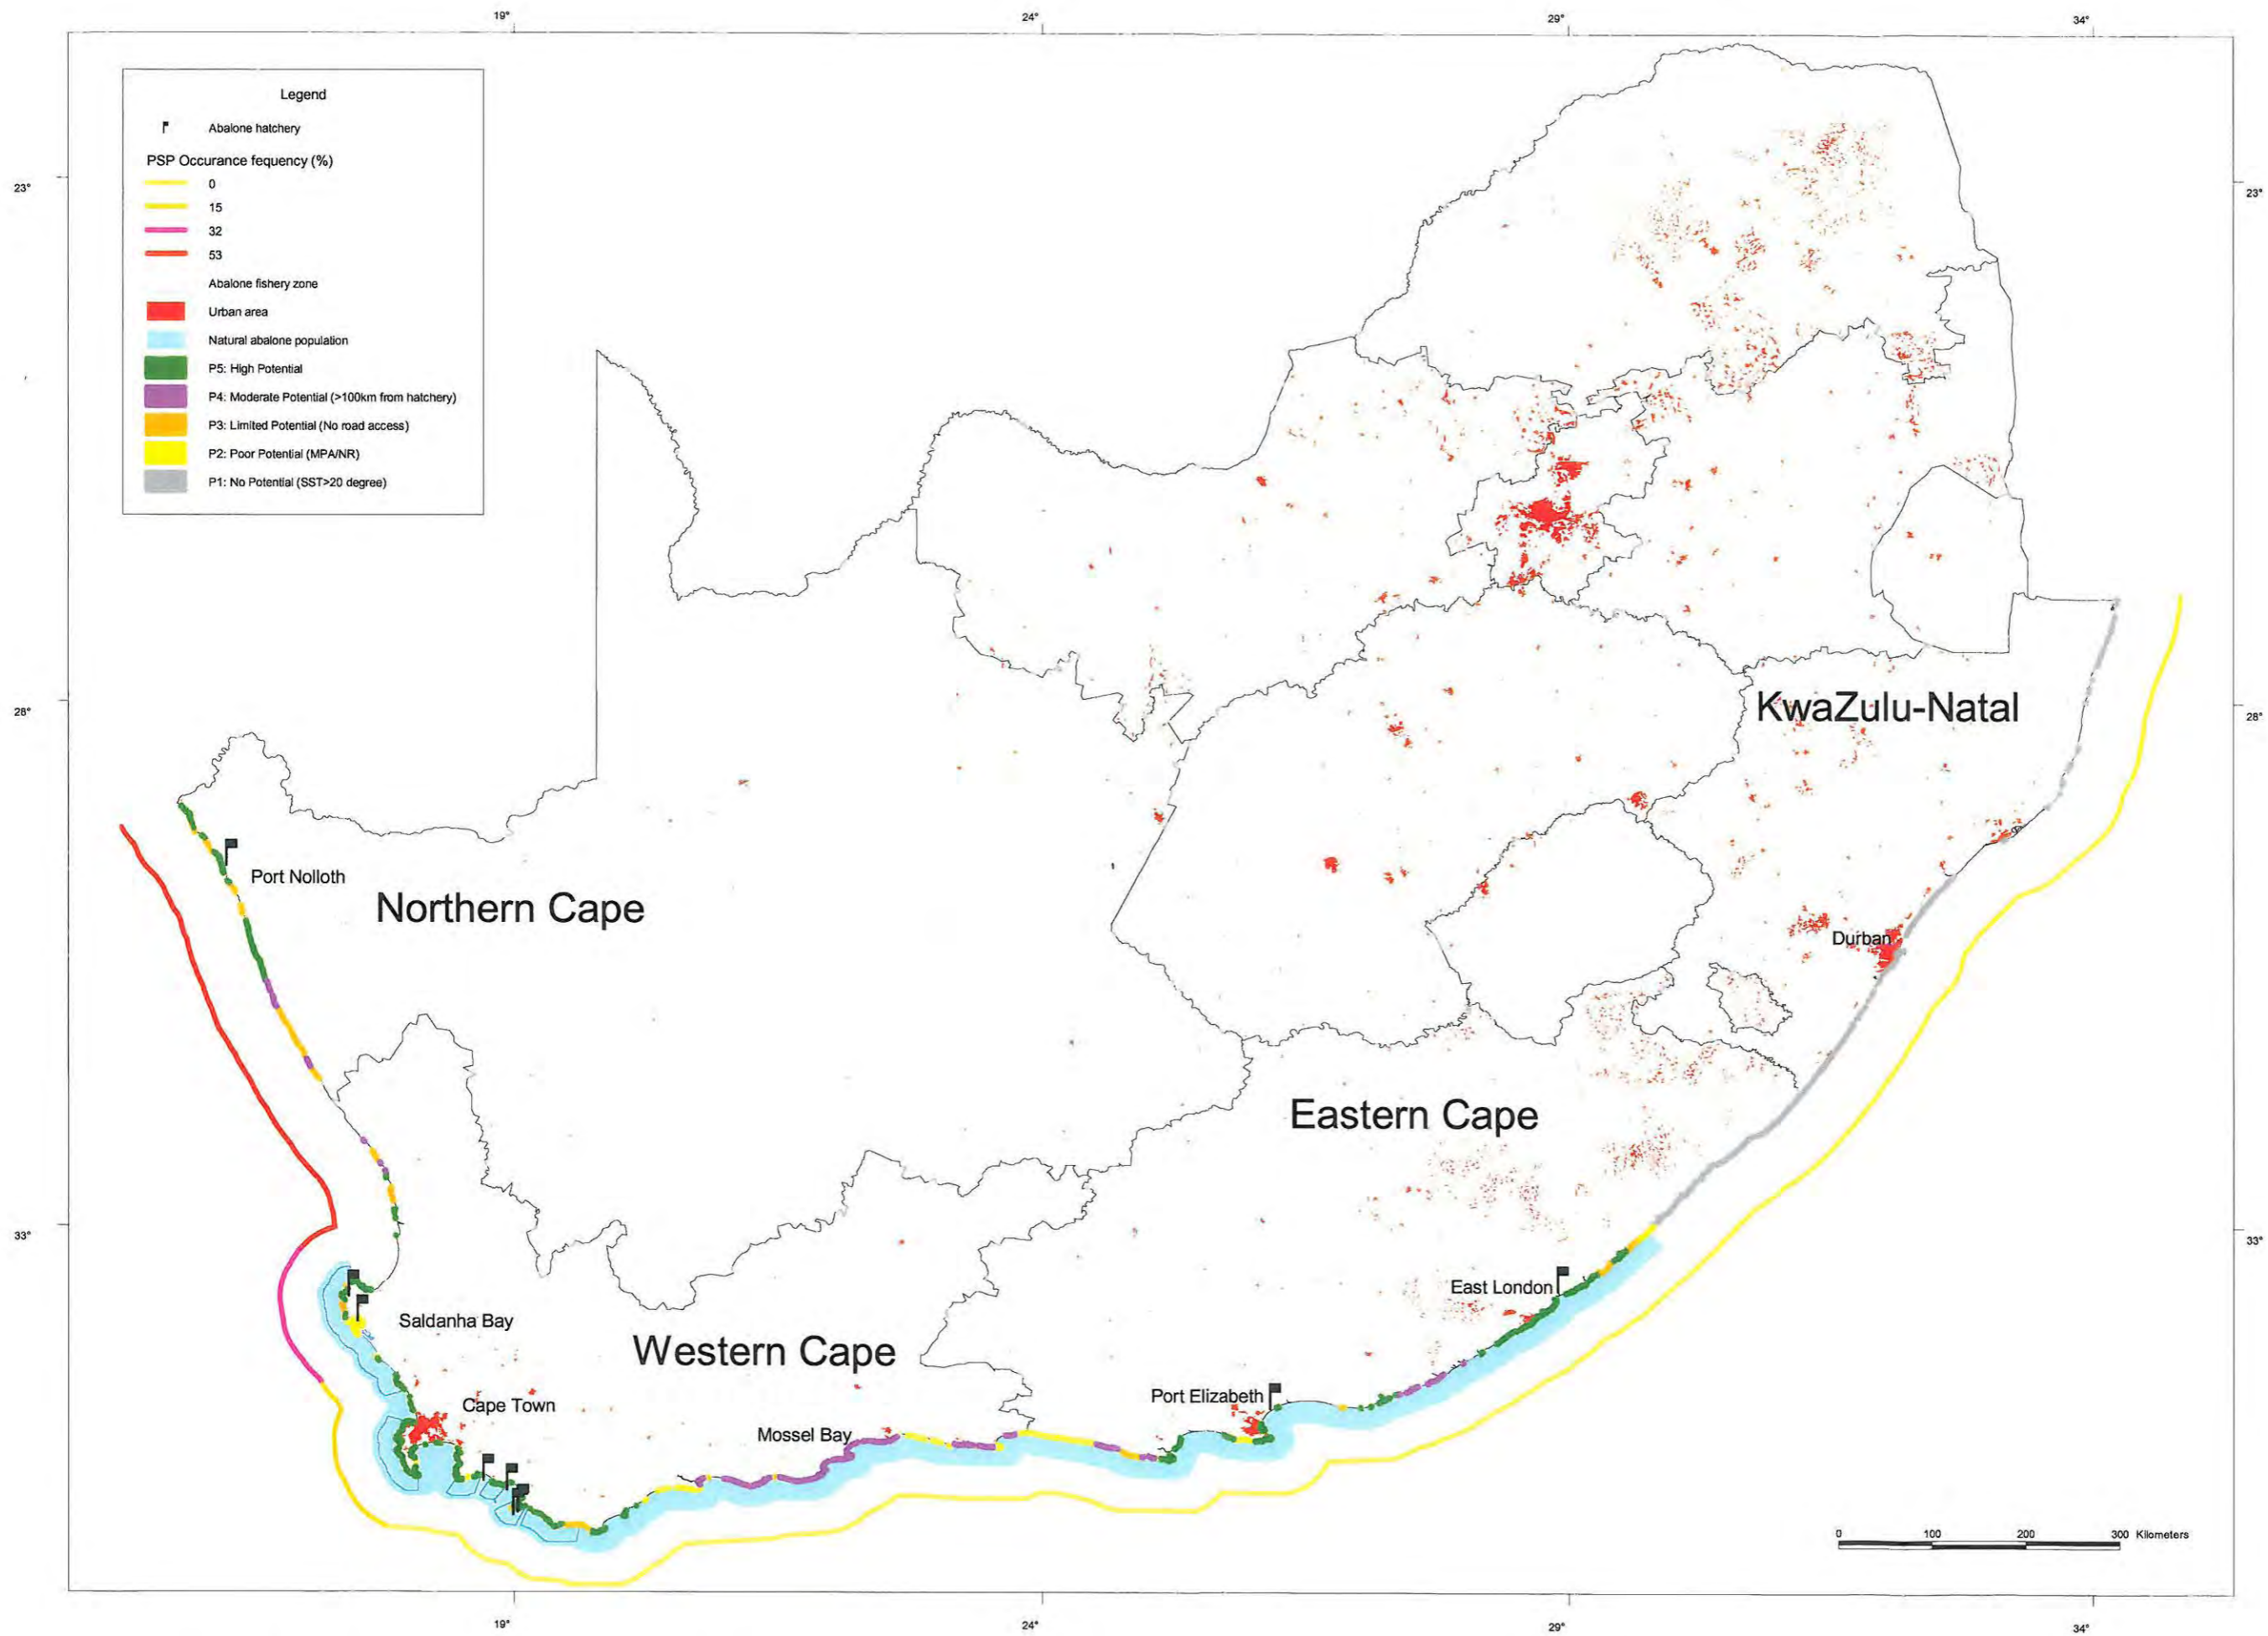 19°
24°
29°
34°
Legend
Abalone hatchery
PSP Occurance fequency (%)
0
15
32
53
Abalone fishery zone
Urban area
Natural abalone population
P5: High Potential
P4: Moderate Potential (>100km from hatchery)
P3: Limited Potential (No road access)
P2: Poor Potential (MPA/NR)
P1: No Potential (SST>20 degree)
23°
23°
28°
28°
KwaZulu-Natal
Port Nolloth
Northern Cape
Durban
Eastern Cape
33°
33°
East London
Saldanha Bay
Western Cape
Port Elizabeth
Cape Town
Mossel Bay
0 100 200 300 Kilometers
19°
24°
29°
34°